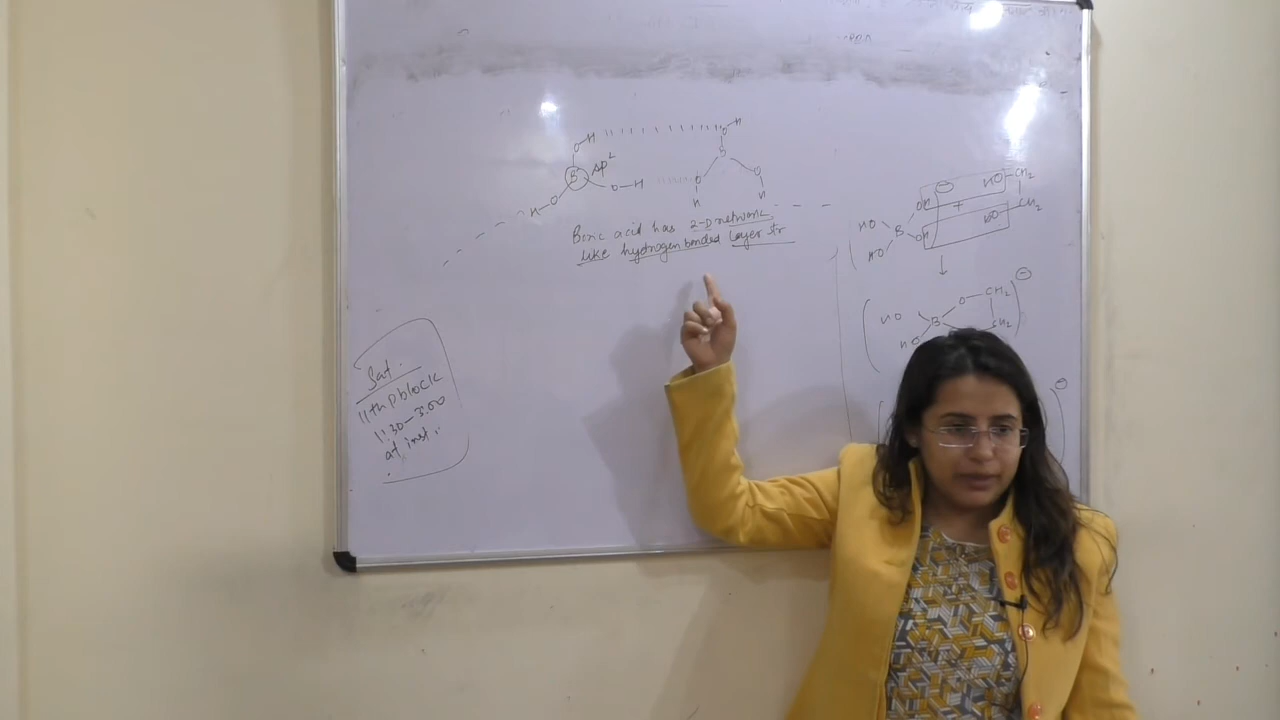 H
O
H
B
sp²
O-H
H-O
O
H
B
O
O
H
H
Boric acid has 2-D network
like hydrogen bonded layer str
HO-CH2
CH2
HO
OH
+
HO
B
OH
HO
O-CH2
HO
B
CH2
HO
Sat.
11th p block
1:30-3:00
at inst.